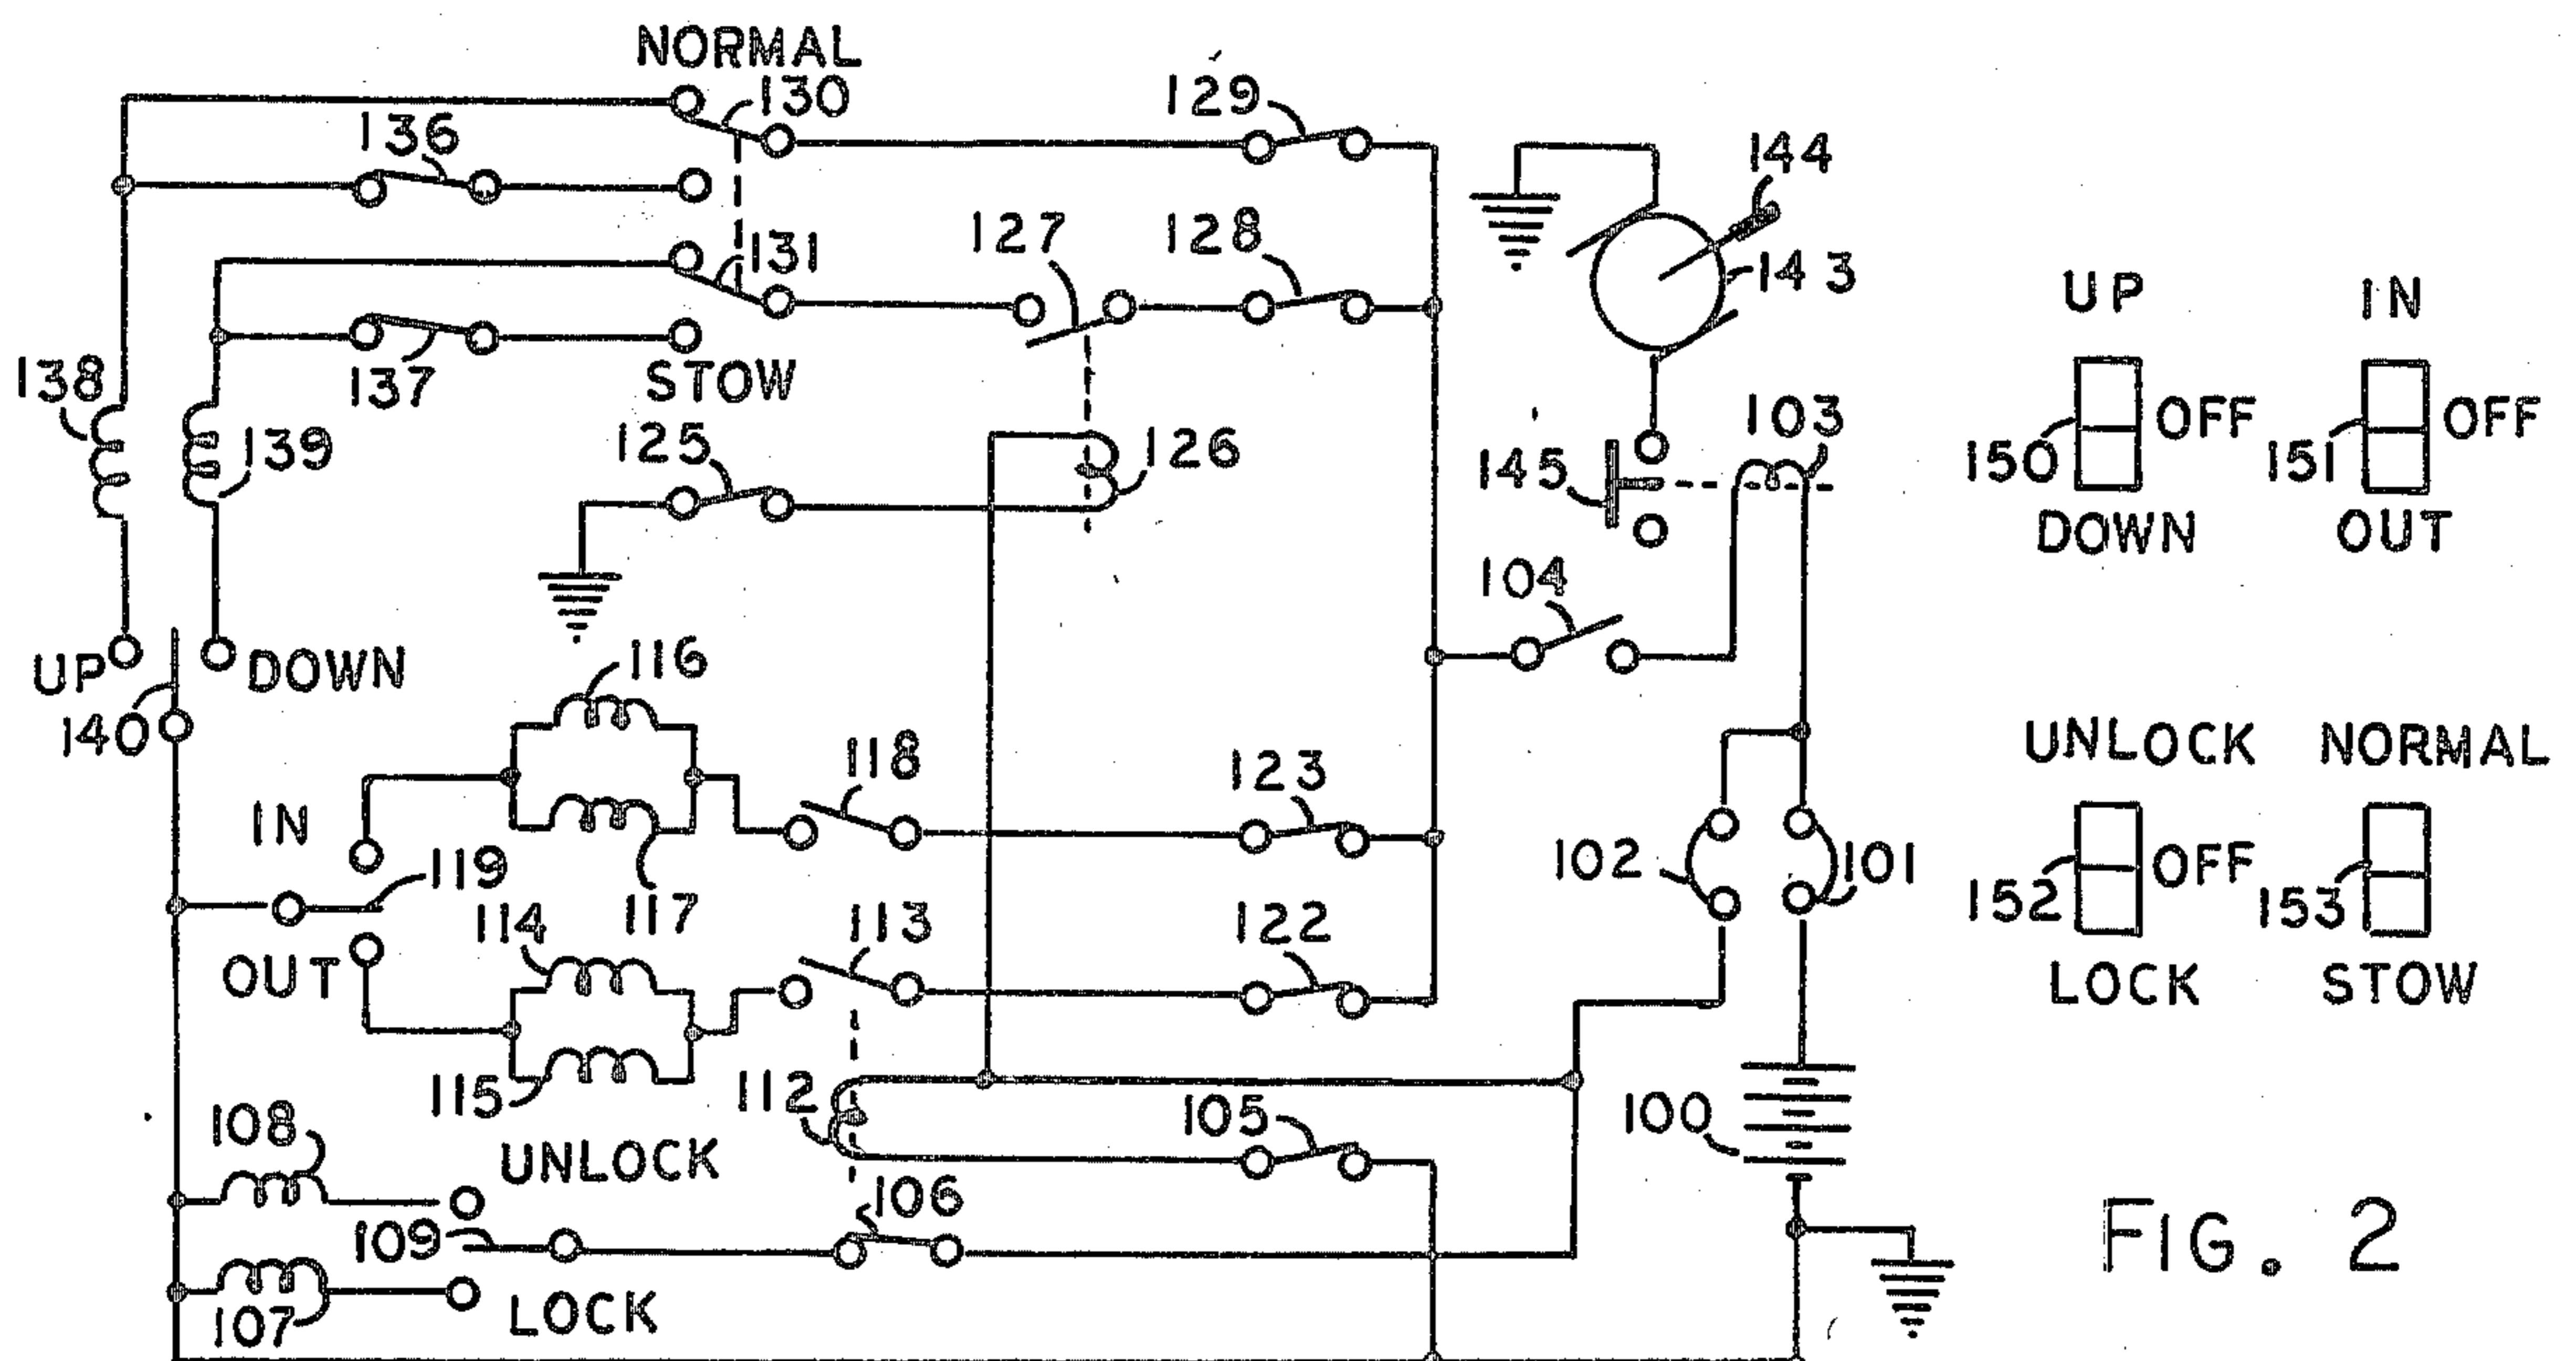 NORMAL
130
129
136
144
127
128
131
143
UP
IN
138
137
STOW
139
125
126
103
145
150
OFF
151
OFF
DOWN
OUT
104
UP
DOWN
116
140
118
123
UNLOCK
NORMAL
IN
119
117
102
101
152
OFF
153
114
113
122
OUT
LOCK
STOW
115
112
105
100
108
UNLOCK
106
109
107
LOCK
FIG. 2